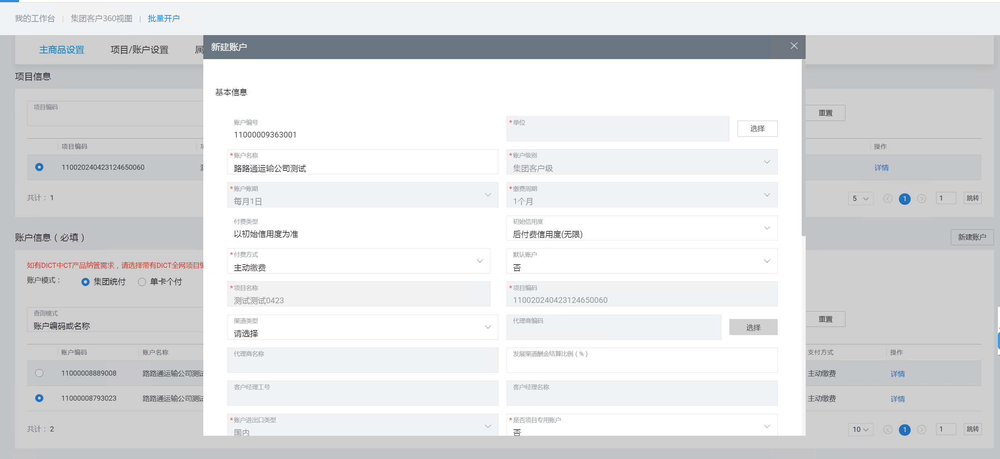 我的工作台 | 集团客户360视图 | 批量开户
主商品设置 项目/账户设置 属
项目信息
项目编码
重置
项目编码 操作
110020240423124650060 详情
共计： 1
5 1 1 跳转
账户信息（必填） 新建账户
如有DICT中CT产品纳管需求，请选择带有DICT全网项目编
账户模式： 集团统付 单卡个付
查询模式
账户编码或名称
重置
账户编码 账户名称 支付方式 操作
11000008889008 路路通运输公司测试 主动缴费 详情
11000008793023 路路通运输公司测试 主动缴费 详情
共计： 2
10 1 1 跳转
新建账户
基本信息
账户编号
11000009363001
*单位
选择
*账户名称
路路通运输公司测试
*账户级别
集团客户级
*账户账期
每月1日
*缴费周期
1个月
付费类型
以初始信用度为准
初始信用度
后付费信用度(无限)
*付费方式
主动缴费
默认账户
否
*项目名称
测试测试0423
*项目编码
110020240423124650060
渠道类型
请选择
代理商编码
选择
代理商名称
发展渠道酬金结算比例（%）
客户经理工号
客户经理名称
*账户进出口类型
国内
*是否项目专用账户
否